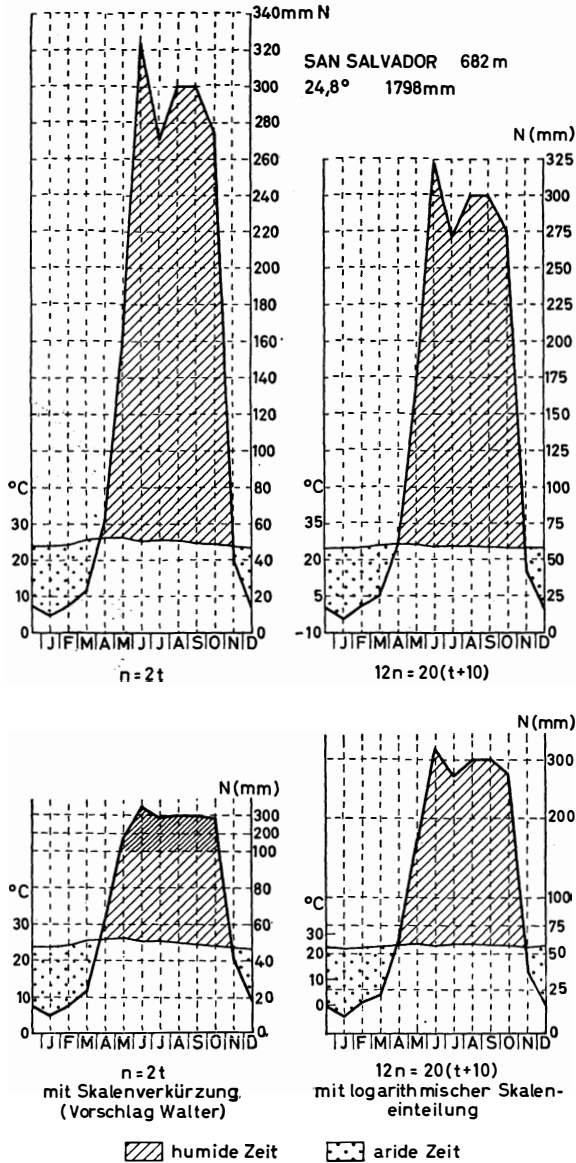 340mm N
320
300
280
260
240
220
200
180
160
140
120
100
80
60
40
20
0
°C
30
20
10
0
J F M A M J J A S O N D
n=2t
SAN SALVADOR 682 m
24,8° 1798mm
N (mm)
325
300
275
250
225
200
175
150
125
100
75
50
25
0
°C
35
20
5
-10
J F M A M J J A S O N D
12n=20(t+10)
N(mm)
300
200
100
80
60
40
20
0
°C
30
20
10
0
J F M A M J J A S O N D
n=2t
mit Skalenverkürzung
(Vorschlag Walter)
N(mm)
300
200
100
75
50
25
0
°C
30
20
10
0
J F M A M J J A S O N D
12n=20(t+10)
mit logarithmischer Skalen-
einteilung
humide Zeit
aride Zeit